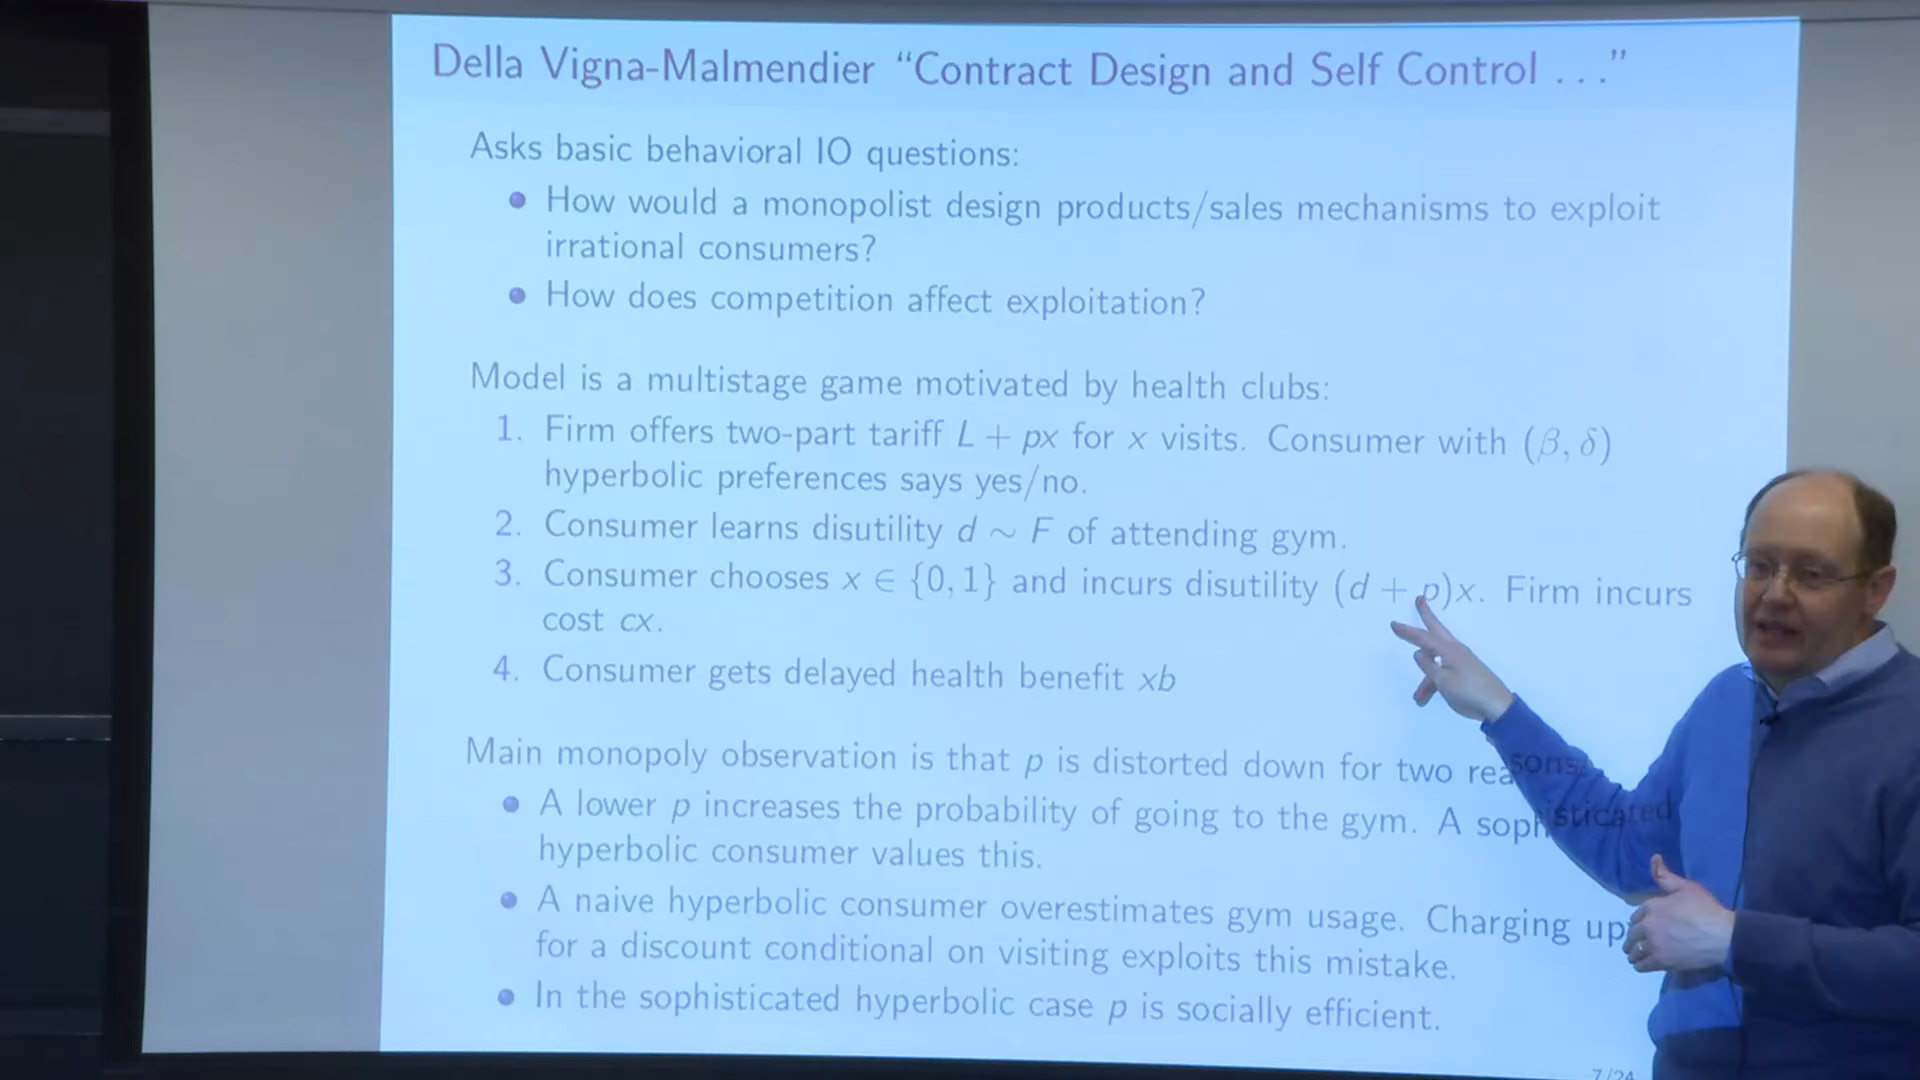 Della Vigna-Malmendier “Contract Design and Self Control . . .”
Asks basic behavioral IO questions:
• How would a monopolist design products/sales mechanisms to exploit
irrational consumers?
• How does competition affect exploitation?
Model is a multistage game motivated by health clubs:
1. Firm offers two-part tariff L + px for x visits. Consumer with (β, δ)
hyperbolic preferences says yes/no.
2. Consumer learns disutility d ∼ F of attending gym.
3. Consumer chooses x ∈ {0, 1} and incurs disutility (d + p)x. Firm incurs
cost cx.
4. Consumer gets delayed health benefit xb
Main monopoly observation is that p is distorted down for two reasons
• A lower p increases the probability of going to the gym. A sophisticated
hyperbolic consumer values this.
• A naive hyperbolic consumer overestimates gym usage. Charging up
for a discount conditional on visiting exploits this mistake.
• In the sophisticated hyperbolic case p is socially efficient.
7/24